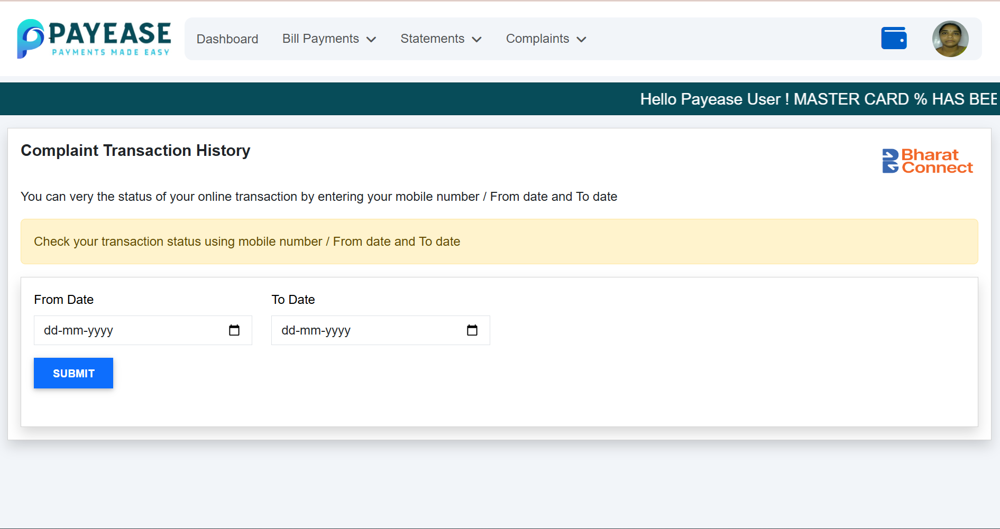 PAYEASE
PAYMENTS MADE EASY
Dashboard
Bill Payments
Statements
Complaints
Hello Payease User ! MASTER CARD % HAS BEE
Complaint Transaction History
Bharat
Connect
You can very the status of your online transaction by entering your mobile number / From date and To date
Check your transaction status using mobile number / From date and To date
From Date
To Date
dd-mm-yyyy
dd-mm-yyyy
SUBMIT